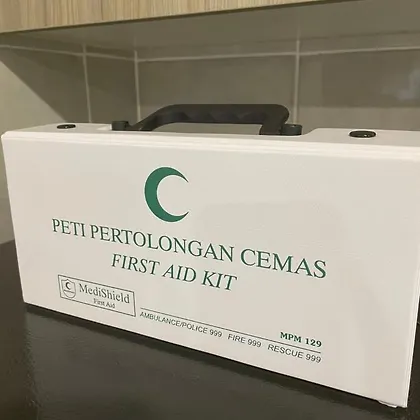 PETI PERTOLONGAN CEMAS
FIRST AID KIT
MediShield
First Aid
AMBULANCE/POLICE 999 FIRE 999 RESCUE 999
MPM 129